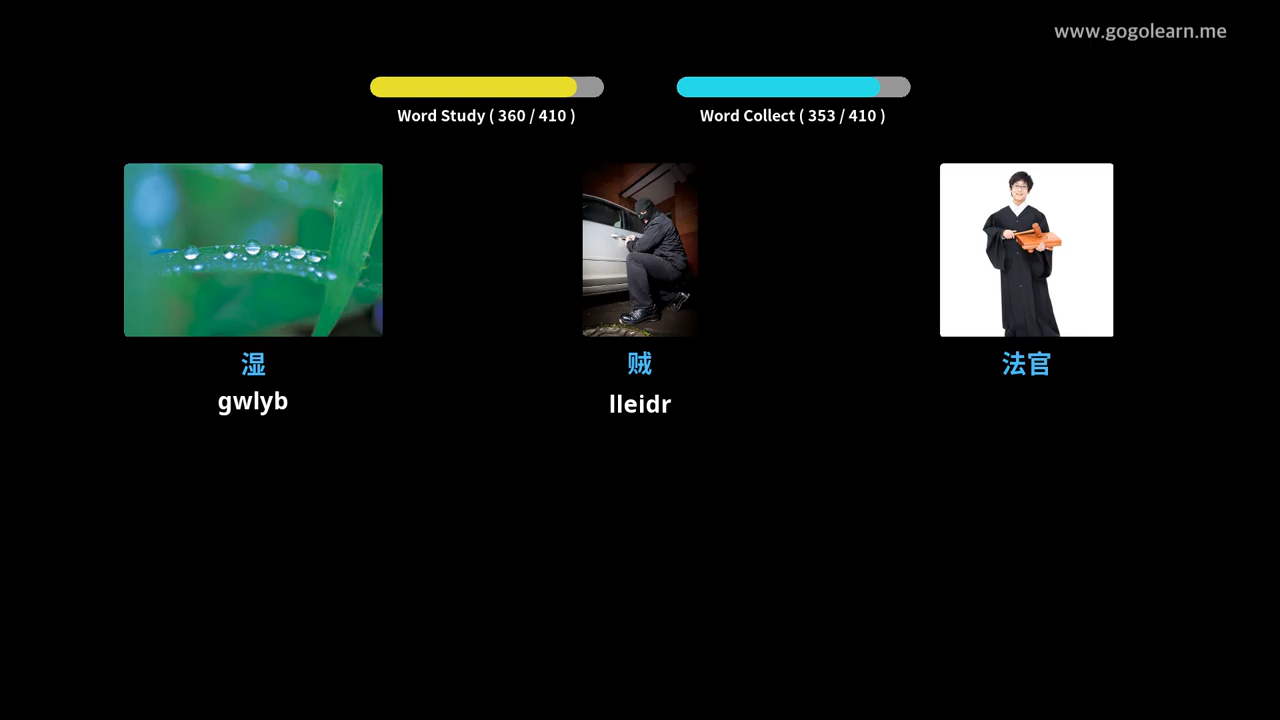 www.gogolearn.me
Word Study ( 360 / 410 )
Word Collect ( 353 / 410 )
湿
贼
法官
gwlyb
lleidr